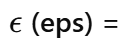 ϵ (eps) =